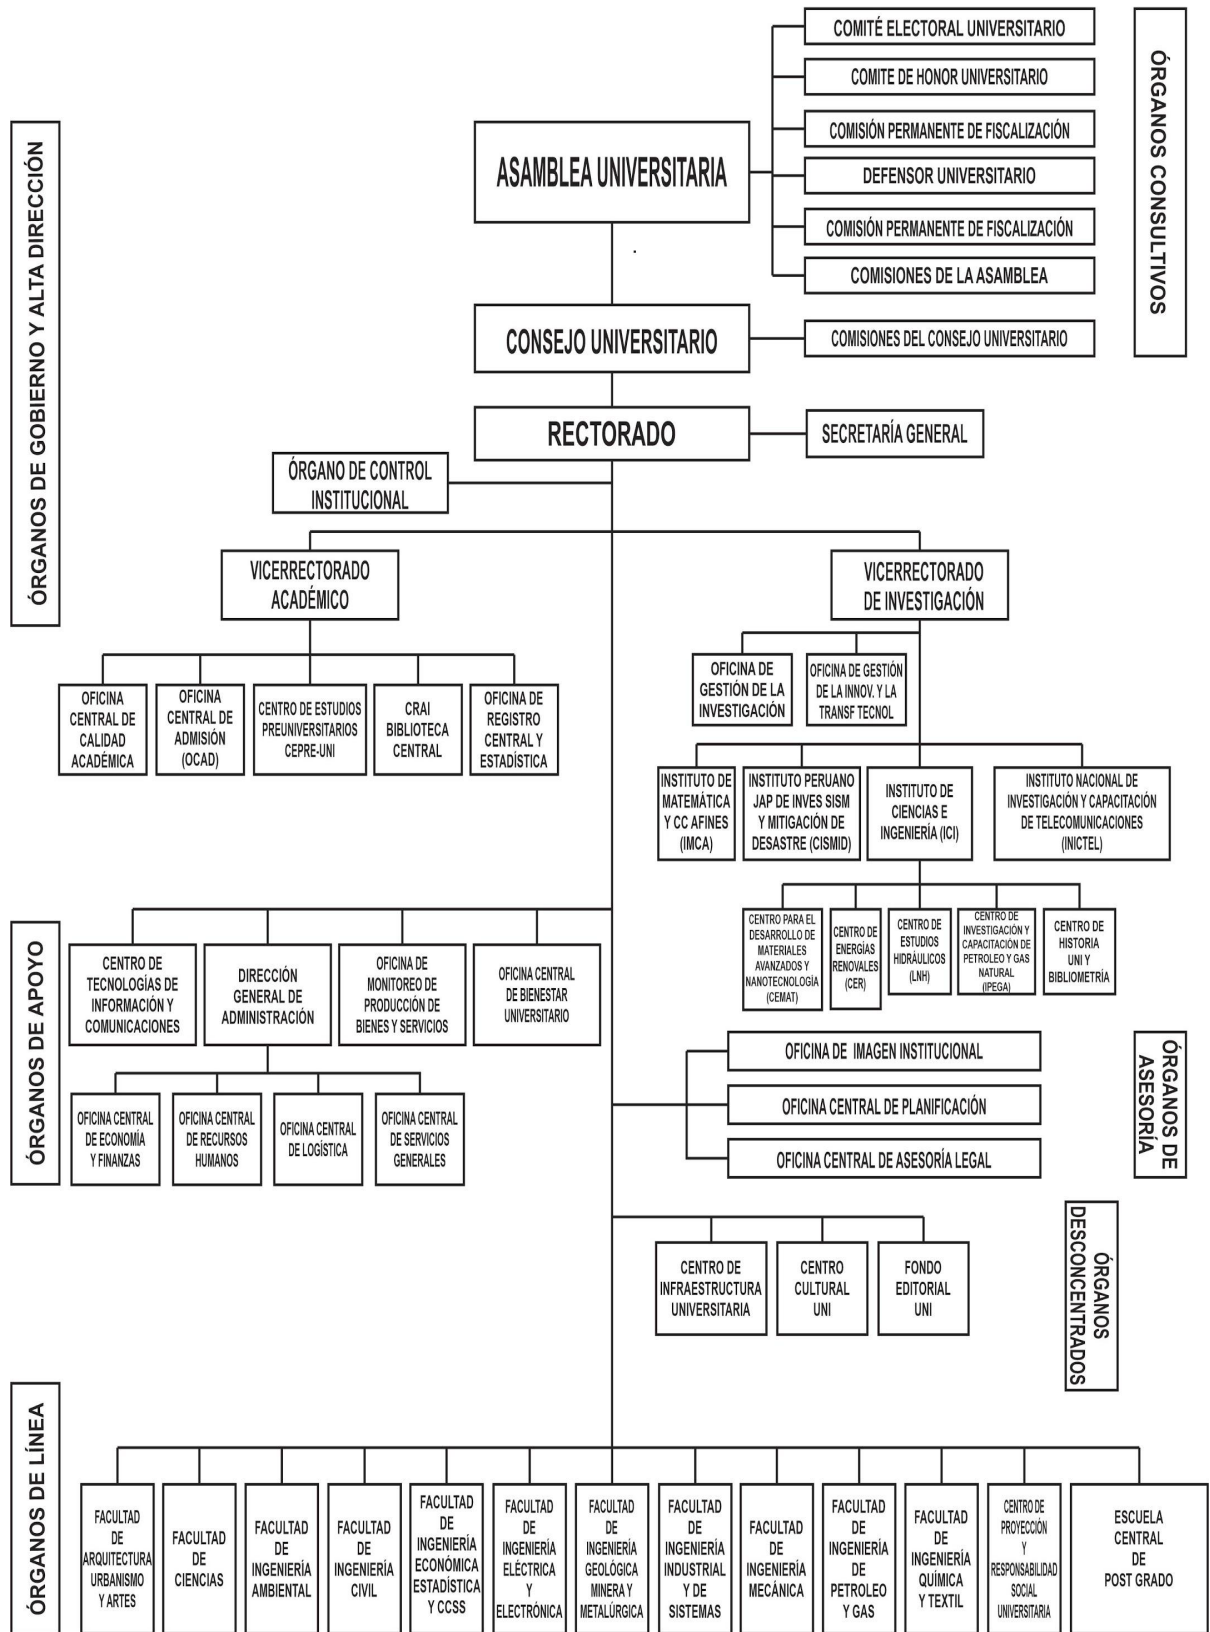 COMITÉ ELECTORAL UNIVERSITARIO
COMITE DE HONOR UNIVERSITARIO
COMISIÓN PERMANENTE DE FISCALIZACIÓN
DEFENSOR UNIVERSITARIO
COMISIÓN PERMANENTE DE FISCALIZACIÓN
COMISIONES DE LA ASAMBLEA
ÓRGANOS CONSULTIVOS
ÓRGANOS DE GOBIERNO Y ALTA DIRECCIÓN
ASAMBLEA UNIVERSITARIA
CONSEJO UNIVERSITARIO
COMISIONES DEL CONSEJO UNIVERSITARIO
RECTORADO
SECRETARÍA GENERAL
ÓRGANO DE CONTROL
INSTITUCIONAL
VICERRECTORADO
ACADÉMICO
VICERRECTORADO
DE INVESTIGACIÓN
OFICINA
CENTRAL DE
CALIDAD
ACADÉMICA
OFICINA
CENTRAL DE
ADMISIÓN
(OCAD)
CENTRO DE ESTUDIOS
PREUNIVERSITARIOS
CEPRE-UNI
CRAI
BIBLIOTECA
CENTRAL
OFICINA DE
REGISTRO
CENTRAL Y
ESTADÍSTICA
OFICINA DE
GESTIÓN DE LA
INVESTIGACIÓN
OFICINA DE GESTIÓN
DE LA INNOV. Y LA
TRANSF TECNOL
INSTITUTO DE
MATEMÁTICA
Y CC AFINES
(IMCA)
INSTITUTO PERUANO
JAP DE INVES SISM
Y MITIGACIÓN DE
DESASTRE (CISMID)
INSTITUTO DE
CIENCIAS E
INGENIERÍA (ICI)
INSTITUTO NACIONAL DE
INVESTIGACIÓN Y CAPACITACIÓN
DE TELECOMUNICACIONES
(INICTEL)
CENTRO PARA EL
DESARROLLO DE
MATERIALES
AVANZADOS Y
NANOTECNOLOGÍA
(CEMAT)
CENTRO DE
ENERGÍAS
RENOVALES
(CER)
CENTRO DE
ESTUDIOS
HIDRÁULICOS
(LNH)
CENTRO DE
INVESTIGACIÓN Y
CAPACITACIÓN DE
PETROLEO Y GAS
NATURAL
(IPEGA)
CENTRO DE
HISTORIA
UNI Y
BIBLIOMETRÍA
ÓRGANOS DE APOYO
CENTRO DE
TECNOLOGÍAS DE
INFORMACIÓN Y
COMUNICACIONES
DIRECCIÓN
GENERAL DE
ADMINISTRACIÓN
OFICINA DE
MONITOREO DE
PRODUCCIÓN DE
BIENES Y SERVICIOS
OFICINA CENTRAL
DE BIENESTAR
UNIVERSITARIO
OFICINA CENTRAL
DE ECONOMÍA
Y FINANZAS
OFICINA CENTRAL
DE RECURSOS
HUMANOS
OFICINA CENTRAL
DE LOGÍSTICA
OFICINA CENTRAL
DE SERVICIOS
GENERALES
OFICINA DE IMAGEN INSTITUCIONAL
OFICINA CENTRAL DE PLANIFICACIÓN
OFICINA CENTRAL DE ASESORÍA LEGAL
ÓRGANOS DE
ASESORÍA
CENTRO DE
INFRAESTRUCTURA
UNIVERSITARIA
CENTRO
CULTURAL
UNI
FONDO
EDITORIAL
UNI
ÓRGANOS
DESCONCENTRADOS
ÓRGANOS DE LÍNEA
FACULTAD
DE
ARQUITECTURA
URBANISMO
Y ARTES
FACULTAD
DE
CIENCIAS
FACULTAD
DE
INGENIERÍA
AMBIENTAL
FACULTAD
DE
INGENIERÍA
CIVIL
FACULTAD
DE
INGENIERÍA
ECONÓMICA
ESTADÍSTICA
Y CCSS
FACULTAD
DE
INGENIERÍA
ELÉCTRICA
Y
ELECTRÓNICA
FACULTAD
DE
INGENIERÍA
GEOLÓGICA
MINERA Y
METALÚRGICA
FACULTAD
DE
INGENIERÍA
INDUSTRIAL
Y DE
SISTEMAS
FACULTAD
DE
INGENIERÍA
MECÁNICA
FACULTAD
DE
INGENIERÍA
DE
PETROLEO
Y GAS
FACULTAD
DE
INGENIERÍA
QUÍMICA
Y TEXTIL
CENTRO DE
PROYECCIÓN
Y
RESPONSABILIDAD
SOCIAL
UNIVERSITARIA
ESCUELA
CENTRAL
DE
POST GRADO